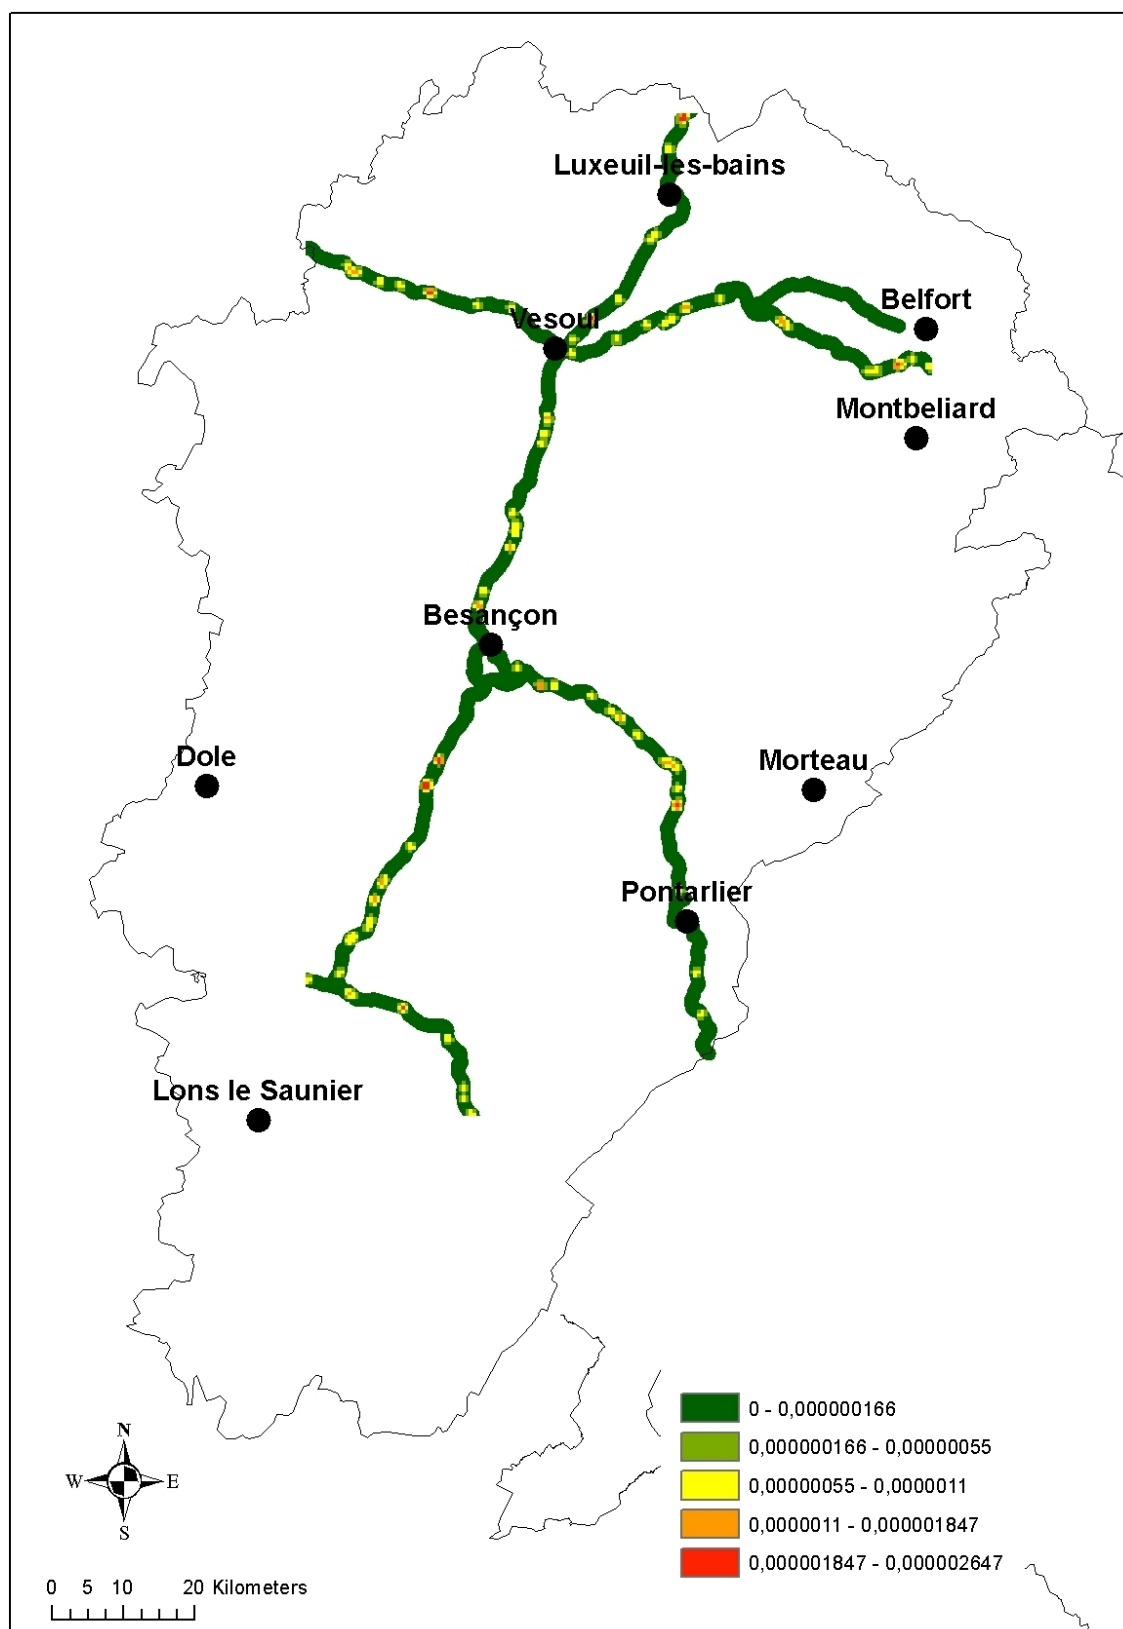 Luxeuil-les-bains
Belfort
Vesoul
Montbeliard
Besançon
Dole
Morteau
Pontarlier
Lons le Saunier
0 - 0,000000166
0,000000166 - 0,00000055
0,00000055 - 0,0000011
0,0000011 - 0,000001847
0,000001847 - 0,000002647
N
W E
S
0 5 10 20 Kilometers